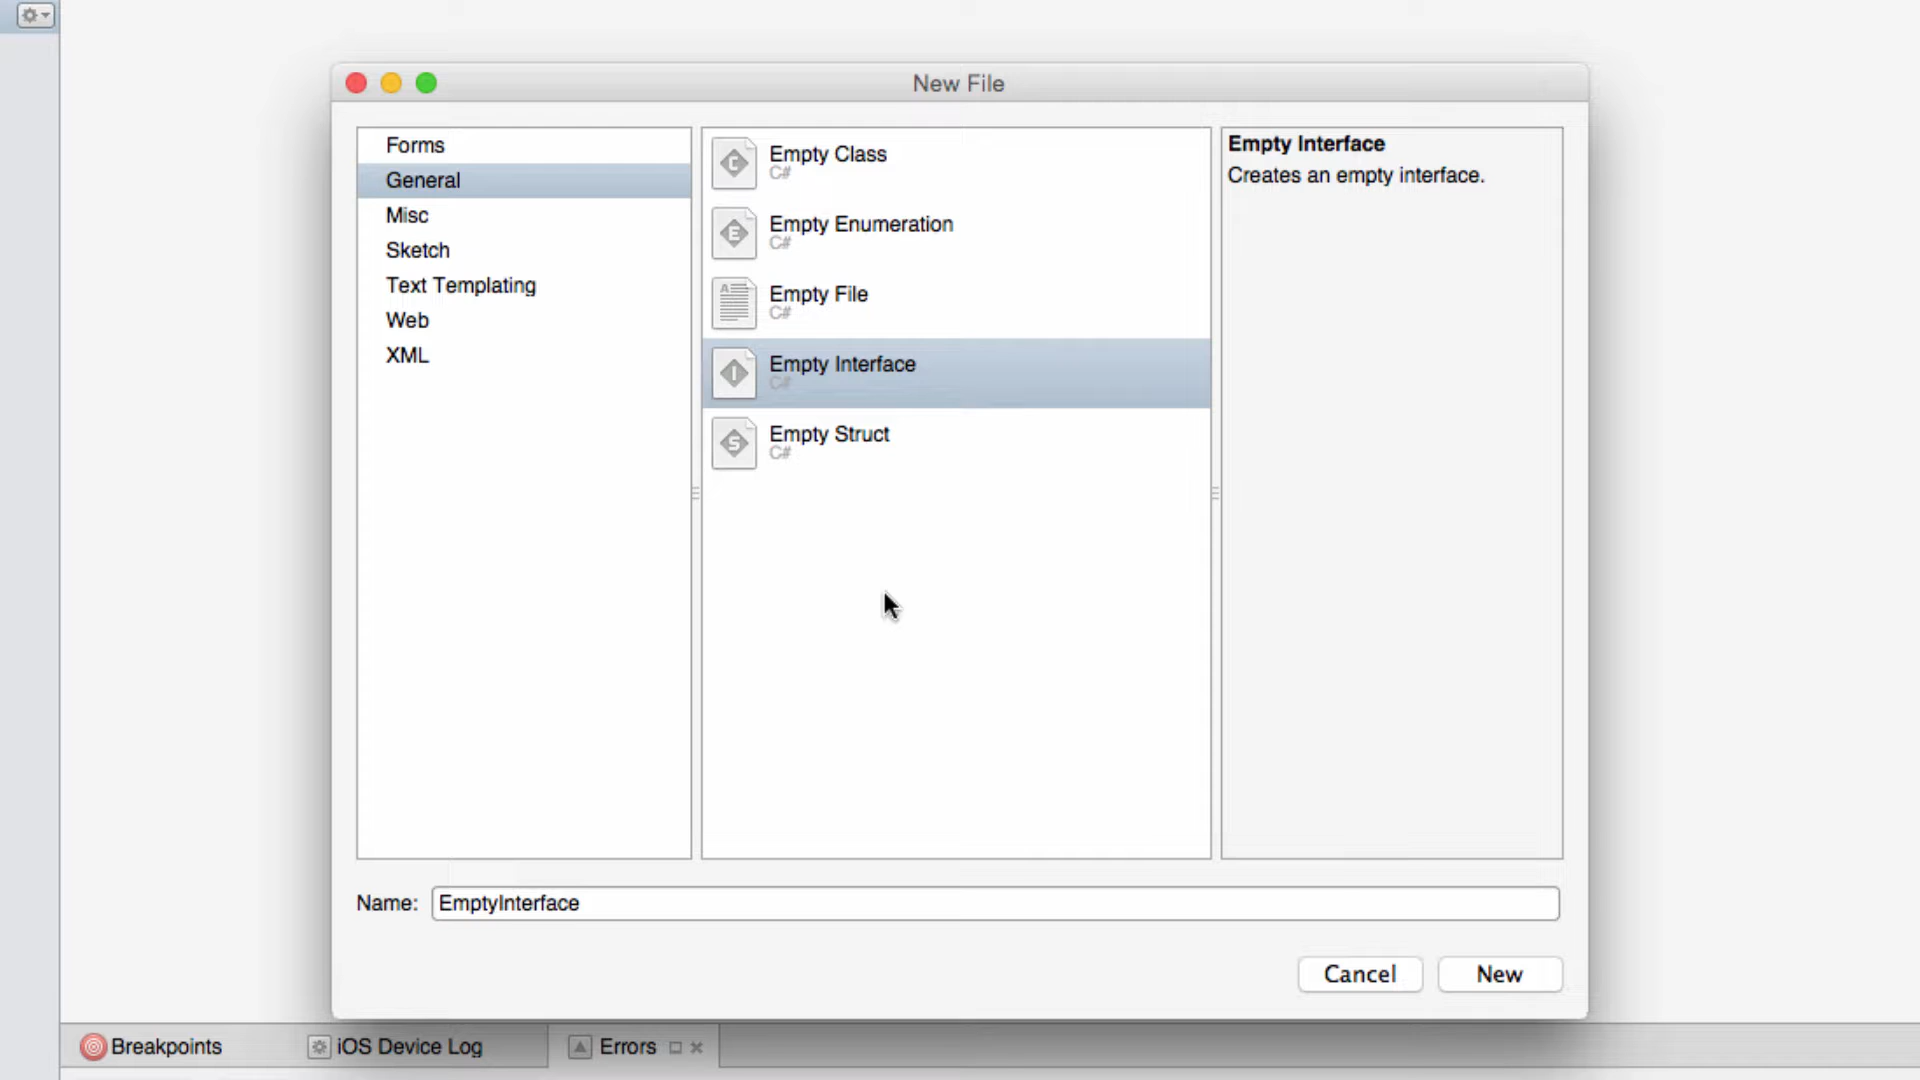 New File
Forms
General
Misc
Sketch
Text Templating
Web
XML
Empty Class
C#
Empty Enumeration
C#
Empty File
C#
Empty Interface
C#
Empty Struct
C#
Empty Interface
Creates an empty interface.
Name: EmptyInterface
Cancel
New
Breakpoints
iOS Device Log
Errors